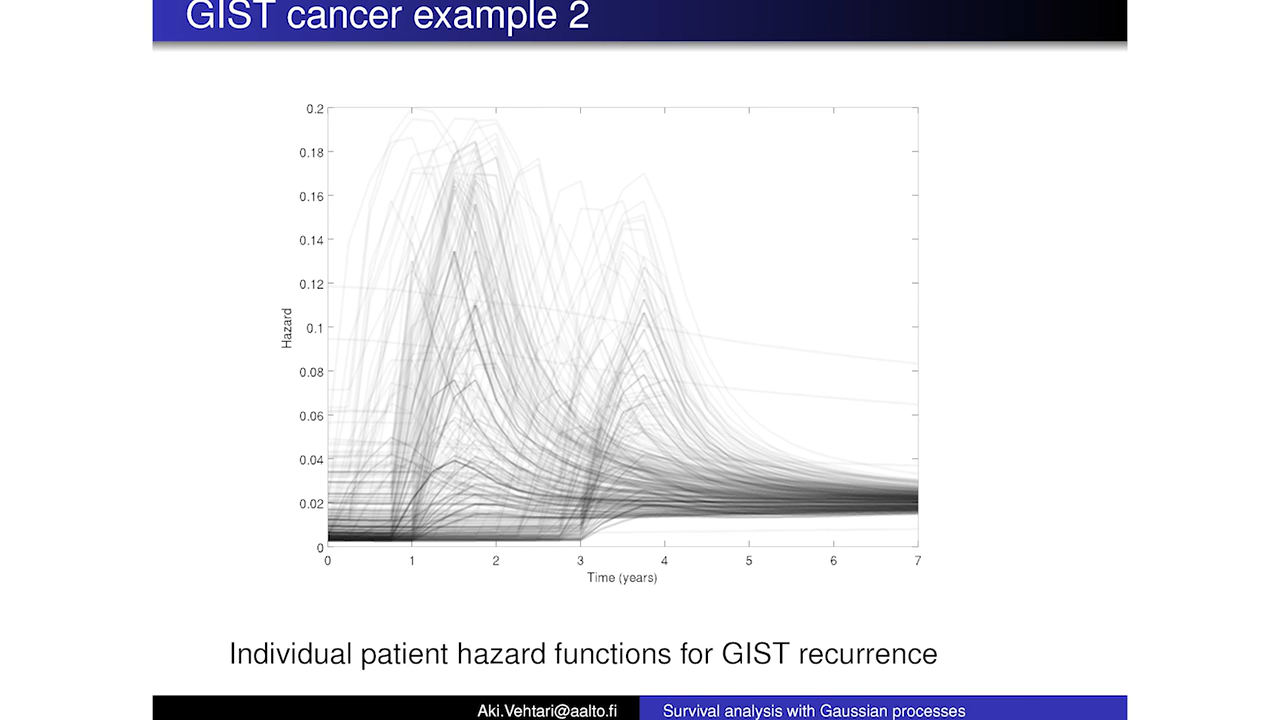 GIST cancer example 2
0.2
0.18
0.16
0.14
0.12
0.1
0.08
0.06
0.04
0.02
0
Hazard
0 1 2 3 4 5 6 7
Time (years)
Individual patient hazard functions for GIST recurrence
Aki.Vehtari@aalto.fi
Survival analysis with Gaussian processes